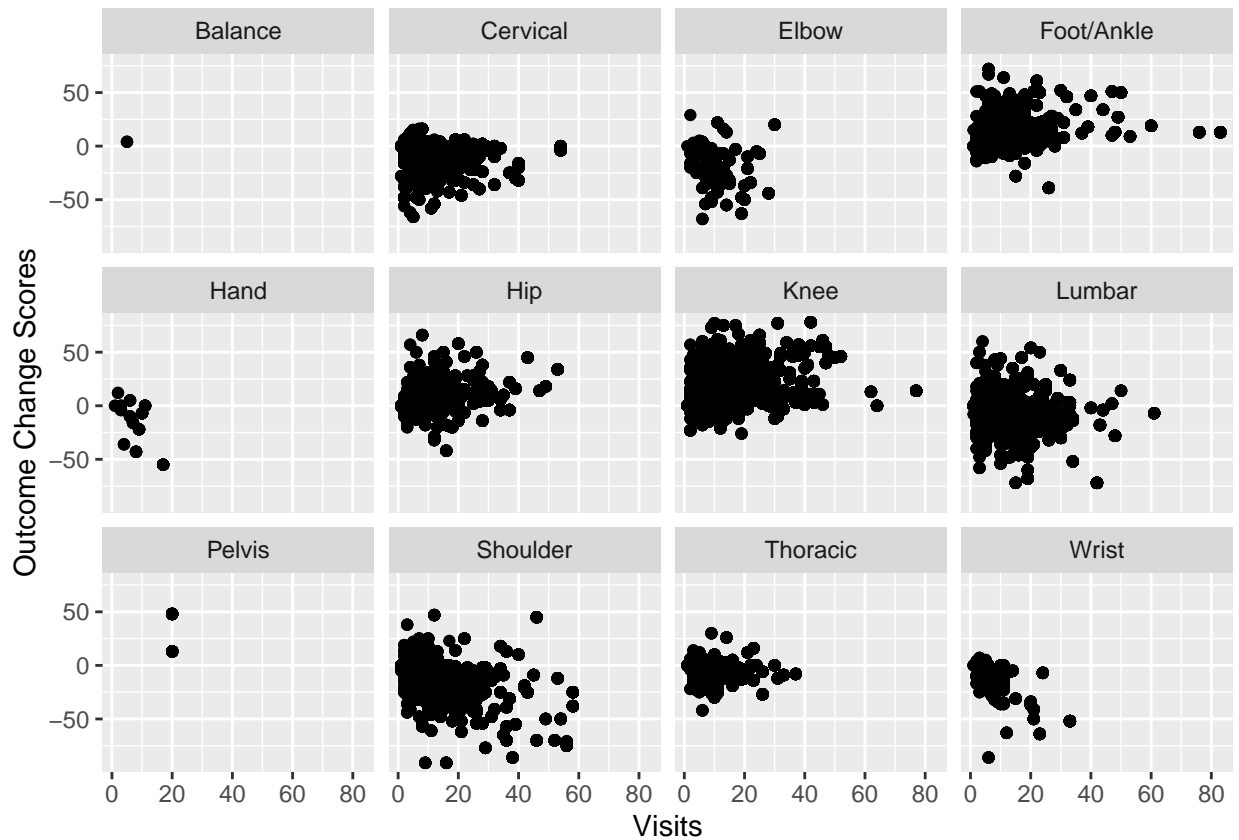 Balance Cervical Elbow Foot/Ankle
50
0
−50
Hand Hip Knee Lumbar
50
0
−50
Pelvis Shoulder Thoracic Wrist
50
0
−50
0 20 40 60 80 0 20 40 60 80 0 20 40 60 80 0 20 40 60 80
Visits
Outcome Change Scores